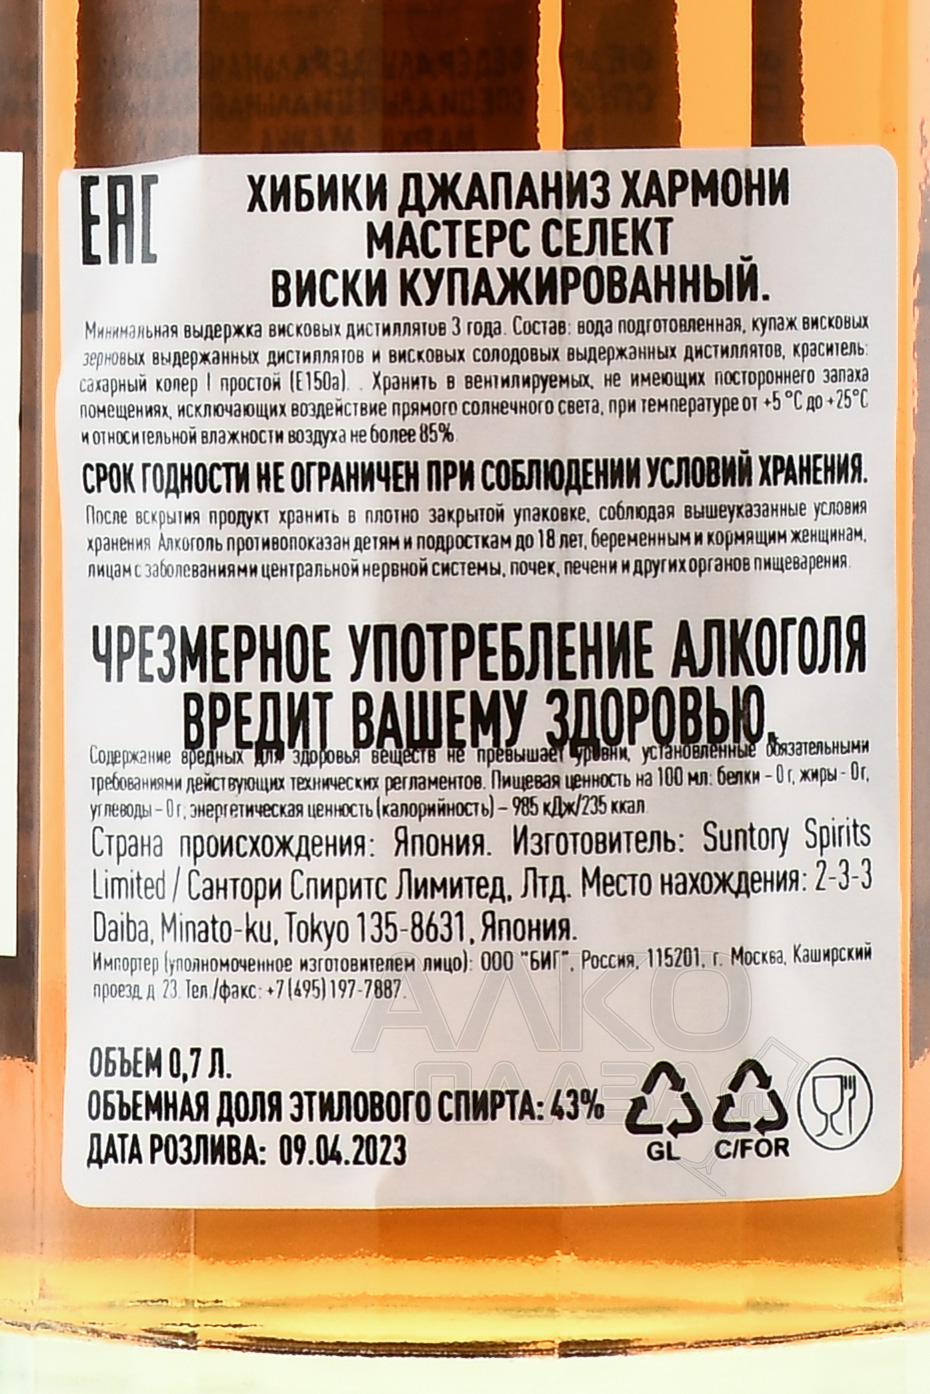 ЕАС
ХИБИКИ ДЖАПАНИЗ ХАРМОНИ
МАСТЕРС СЕЛЕКТ
ВИСКИ КУПАЖИРОВАННЫЙ.
Минимальная выдержка висковых дистиллятов 3 года. Состав: вода подготовленная, купаж висковых
зерновых выдержанных дистиллятов и висковых солодовых выдержанных дистиллятов, краситель:
сахарный колер I простой (Е150а). . Хранить в вентилируемых, не имеющих постороннего запаха
помещениях, исключающих воздействие прямого солнечного света, при температуре от +5 °С до +25°С
и относительной влажности воздуха не более 85%.
СРОК ГОДНОСТИ НЕ ОГРАНИЧЕН ПРИ СОБЛЮДЕНИИ УСЛОВИЙ ХРАНЕНИЯ.
После вскрытия продукт хранить в плотно закрытой упаковке, соблюдая вышеуказанные условия
хранения. Алкоголь противопоказан детям и подросткам до 18 лет, беременным и кормящим женщинам,
лицам с заболеваниями центральной нервной системы, почек, печени и других органов пищеварения.
ЧРЕЗМЕРНОЕ УПОТРЕБЛЕНИЕ АЛКОГОЛЯ
ВРЕДИТ ВАШЕМУ ЗДОРОВЬЮ.
Содержание вредных для здоровья веществ не превышает уровни, установленные обязательными
требованиями действующих технических регламентов. Пищевая ценность на 100 мл: белки – 0 г, жиры - 0 г,
углеводы – 0 г; энергетическая ценность (калорийность) – 985 кДж/235 ккал.
Страна происхождения: Япония. Изготовитель: Suntory Spirits
Limited / Сантори Спиритс Лимитед, Лтд. Место нахождения: 2-3-3
Daiba, Minato-ku, Tokyo 135-8631, Япония.
Импортер (уполномоченное изготовителем лицо): ООО "БИГ", Россия, 115201, г. Москва, Каширский
проезд, д. 23. Тел./факс: +7(495)197-7887.
ОБЪЕМ 0,7 Л.
ОБЪЕМНАЯ ДОЛЯ ЭТИЛОВОГО СПИРТА: 43%
ДАТА РОЗЛИВА: 09.04.2023
GL C/FOR
АЛКО
ПЛАЗА